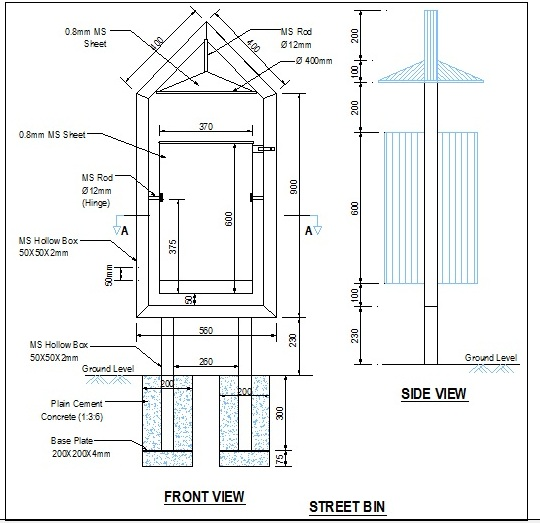 0.8mm MS
Sheet
400
400
MS Rod
Ø12mm
Ø 400mm
0.8mm MS Sheet
370
MS Rod
Ø12mm
(Hinge)
A
A
600
375
900
MS Hollow Box
50X50X2mm
50mm
50
560
230
MS Hollow Box
50X50X2mm
260
Ground Level
200
200
Plain Cement
Concrete (1:3:6)
300
Base Plate
200X200X4mm
75
FRONT VIEW
200
100
200
600
100
230
Ground Level
SIDE VIEW
STREET BIN